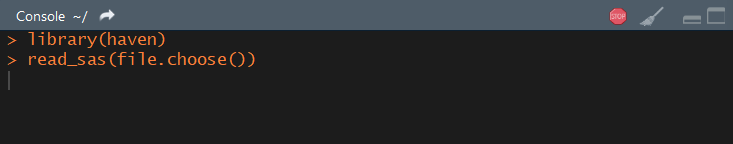 Console ~/
STOP
> library(haven)
> read_sas(file.choose())